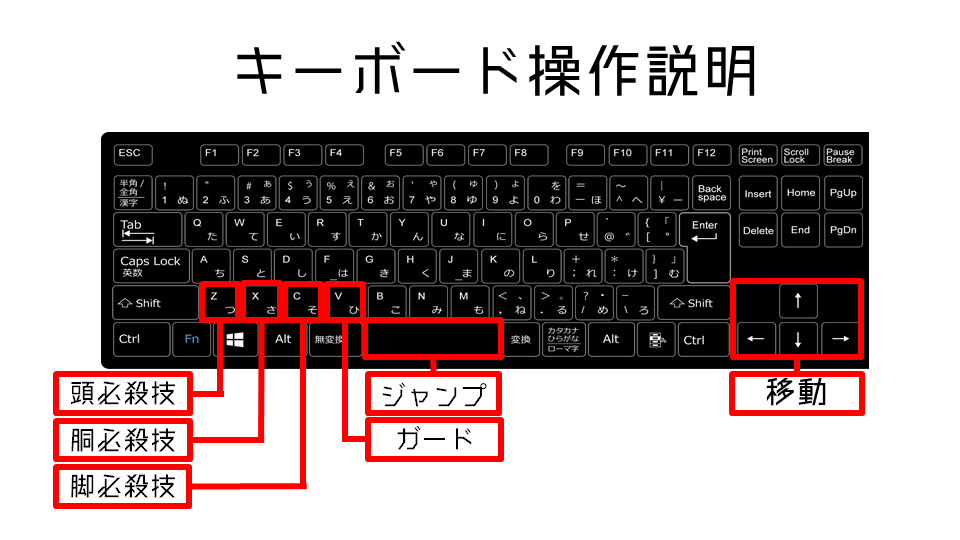 キーボード操作説明
ESC F1 F2 F3 F4 F5 F6 F7 F8 F9 F10 F11 F12 Print Screen Scroll Lock Pause Break
半角/全角 漢字 ! 1 ぬ " 2 ふ # ぁ 3 あ $ ぅ 4 う % ぇ 5 え & ぉ 6 お ' ゃ 7 や ( ゅ 8 ゆ ) ょ 9 よ を 0 わ = ー ほ ～ ^ へ | ￥ ー Back space Insert Home PgUp
Tab Q た W て E い R す T か Y ん U な I に O ら P せ ` @ ゛ { 「 [ ゜ Enter Delete End PgDn
Caps Lock 英数 A ち S と D し F _は G き H く J _ま K の L り + ; れ * : け } 」 ] む
⇧ Shift Z つ X さ C そ V ひ B こ N み M も < 、 , ね > 。 . る ? ・ / め _ \ ろ ⇧ Shift ↑
Ctrl Fn Alt 無変換 変換 カタカナ ひらがな ローマ字 Alt Ctrl ← ↓ →
頭必殺技 ジャンプ 移動
胴必殺技 ガード
脚必殺技